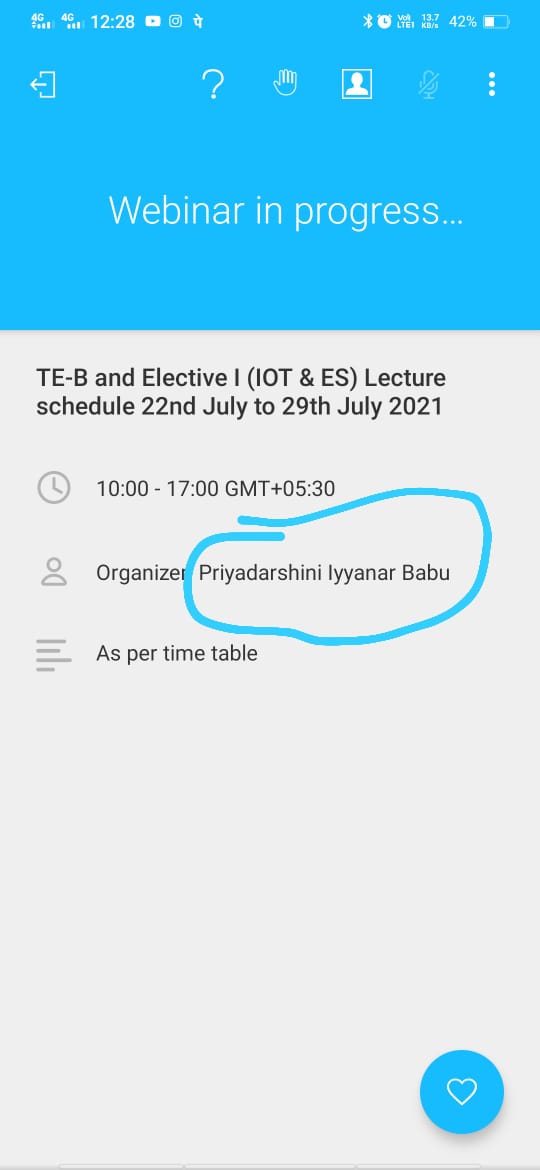 4G 4G 12:28 पे VoLTE1 13.7 KB/s 42%
?
Webinar in progress...
TE-B and Elective I (IOT & ES) Lecture
schedule 22nd July to 29th July 2021
10:00 - 17:00 GMT+05:30
Organizer Priyadarshini Iyyanar Babu
As per time table